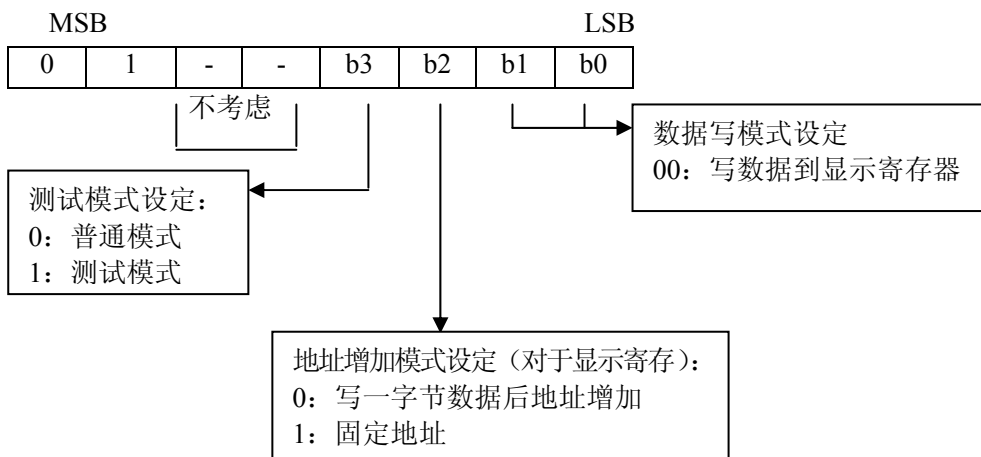 MSB LSB
0 1 - - b3 b2 b1 b0
不考虑
数据写模式设定
00：写数据到显示寄存器
测试模式设定：
0：普通模式
1：测试模式
地址增加模式设定（对于显示寄存）：
0：写一字节数据后地址增加
1：固定地址